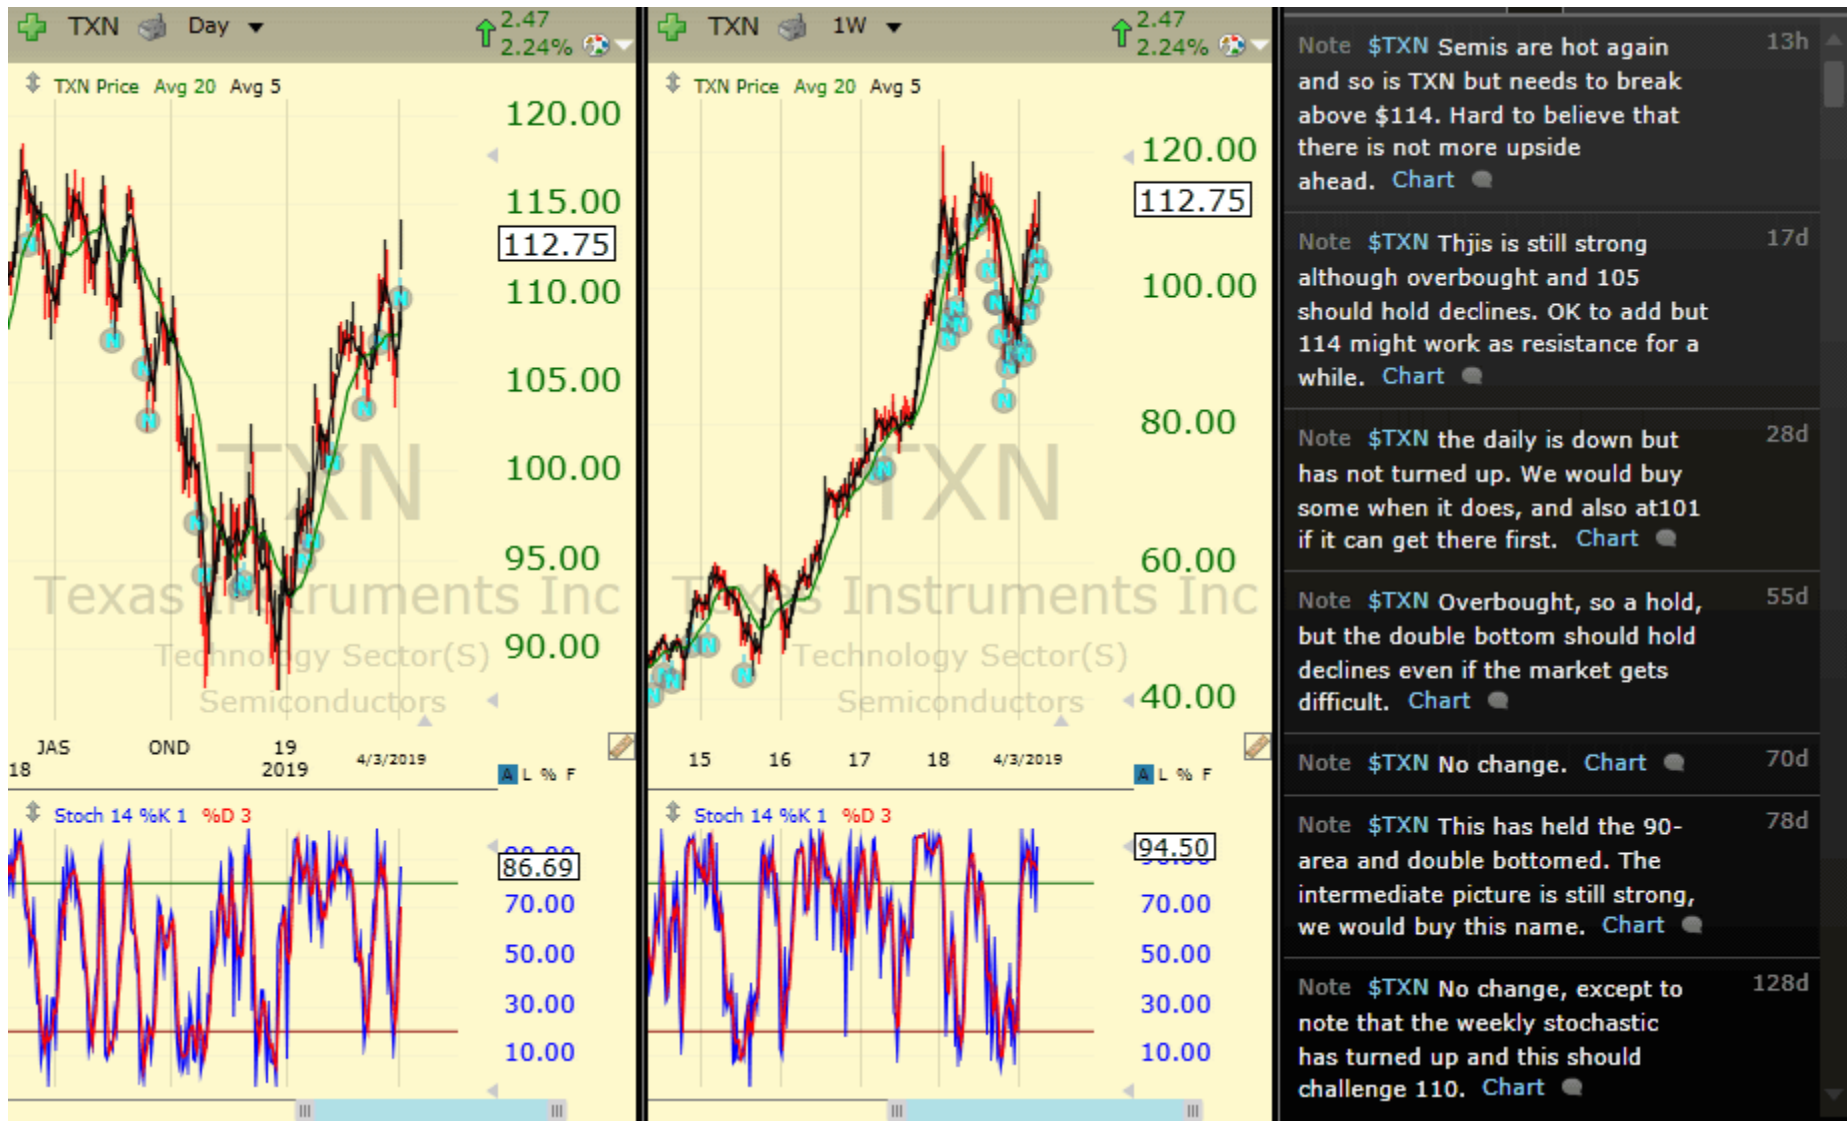 TXN Day 2.47
2.24%
TXN Price Avg 20 Avg 5
120.00
115.00
112.75
110.00
105.00
100.00
95.00
90.00
TXN
Texas Instruments Inc
Technology Sector(S)
Semiconductors
JAS OND 19
18 2019 4/3/2019
A L % F
Stoch 14 %K 1 %D 3
86.69
70.00
50.00
30.00
10.00
TXN 1W 2.47
2.24%
TXN Price Avg 20 Avg 5
120.00
112.75
100.00
80.00
60.00
40.00
TXN
Texas Instruments Inc
Technology Sector(S)
Semiconductors
15 16 17 18 4/3/2019
A L % F
Stoch 14 %K 1 %D 3
94.50
70.00
50.00
30.00
10.00
Note $TXN Semis are hot again 13h
and so is TXN but needs to break
above $114. Hard to believe that
there is not more upside
ahead. Chart
Note $TXN Thjis is still strong 17d
although overbought and 105
should hold declines. OK to add but
114 might work as resistance for a
while. Chart
Note $TXN the daily is down but 28d
has not turned up. We would buy
some when it does, and also at101
if it can get there first. Chart
Note $TXN Overbought, so a hold, 55d
but the double bottom should hold
declines even if the market gets
difficult. Chart
Note $TXN No change. Chart 70d
Note $TXN This has held the 90- 78d
area and double bottomed. The
intermediate picture is still strong,
we would buy this name. Chart
Note $TXN No change, except to 128d
note that the weekly stochastic
has turned up and this should
challenge 110. Chart